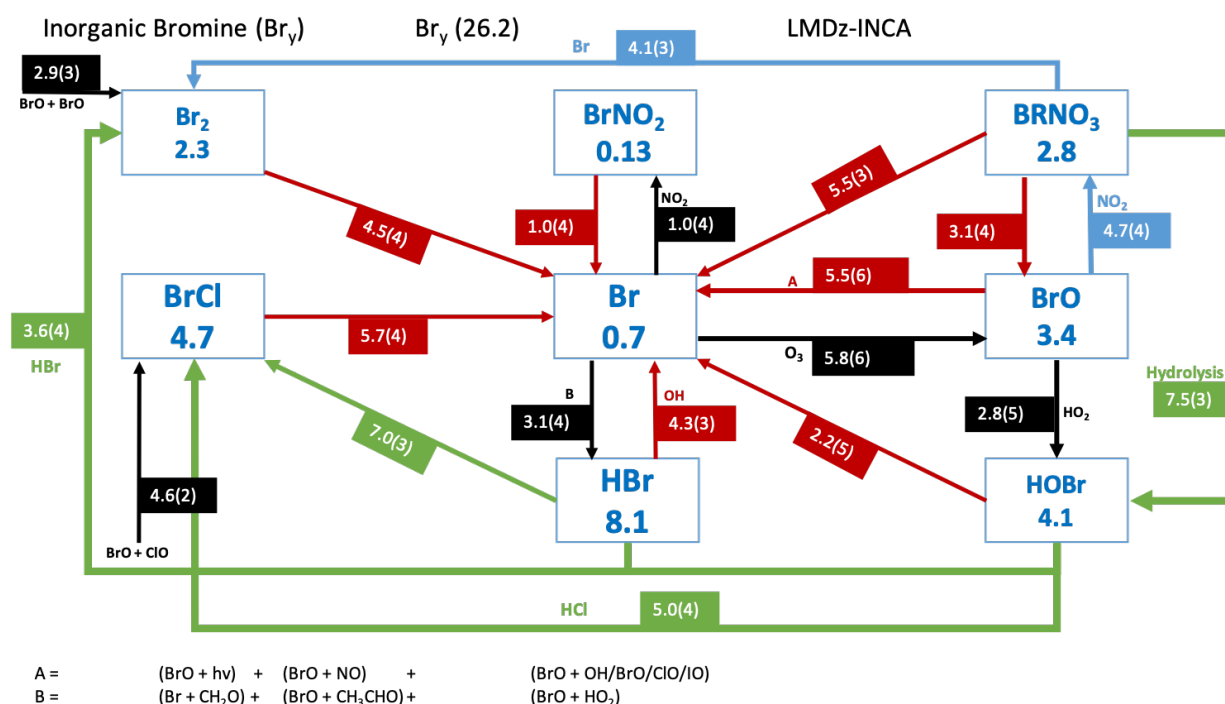 Inorganic Bromine (Brᵧ) Brᵧ (26.2) LMDz-INCA
Br 4.1(3)
2.9(3)
BrO + BrO
Br₂
2.3
BrNO₂
0.13
BRNO₃
2.8
5.5(3)
4.5(4)
1.0(4)
NO₂
1.0(4)
3.1(4)
NO₂
4.7(4)
BrCl
4.7
5.7(4)
Br
0.7
A
5.5(6)
O₃
5.8(6)
BrO
3.4
3.6(4)
HBr
Hydrolysis
7.5(3)
B
3.1(4)
OH
4.3(3)
7.0(3)
2.2(5)
2.8(5)
HO₂
4.6(2)
BrO + ClO
HBr
8.1
HOBr
4.1
HCl 5.0(4)
A = (BrO + hv) + (BrO + NO) + (BrO + OH/BrO/ClO/IO)
B = (Br + CH₂O) + (BrO + CH₃CHO) + (BrO + HO₂)